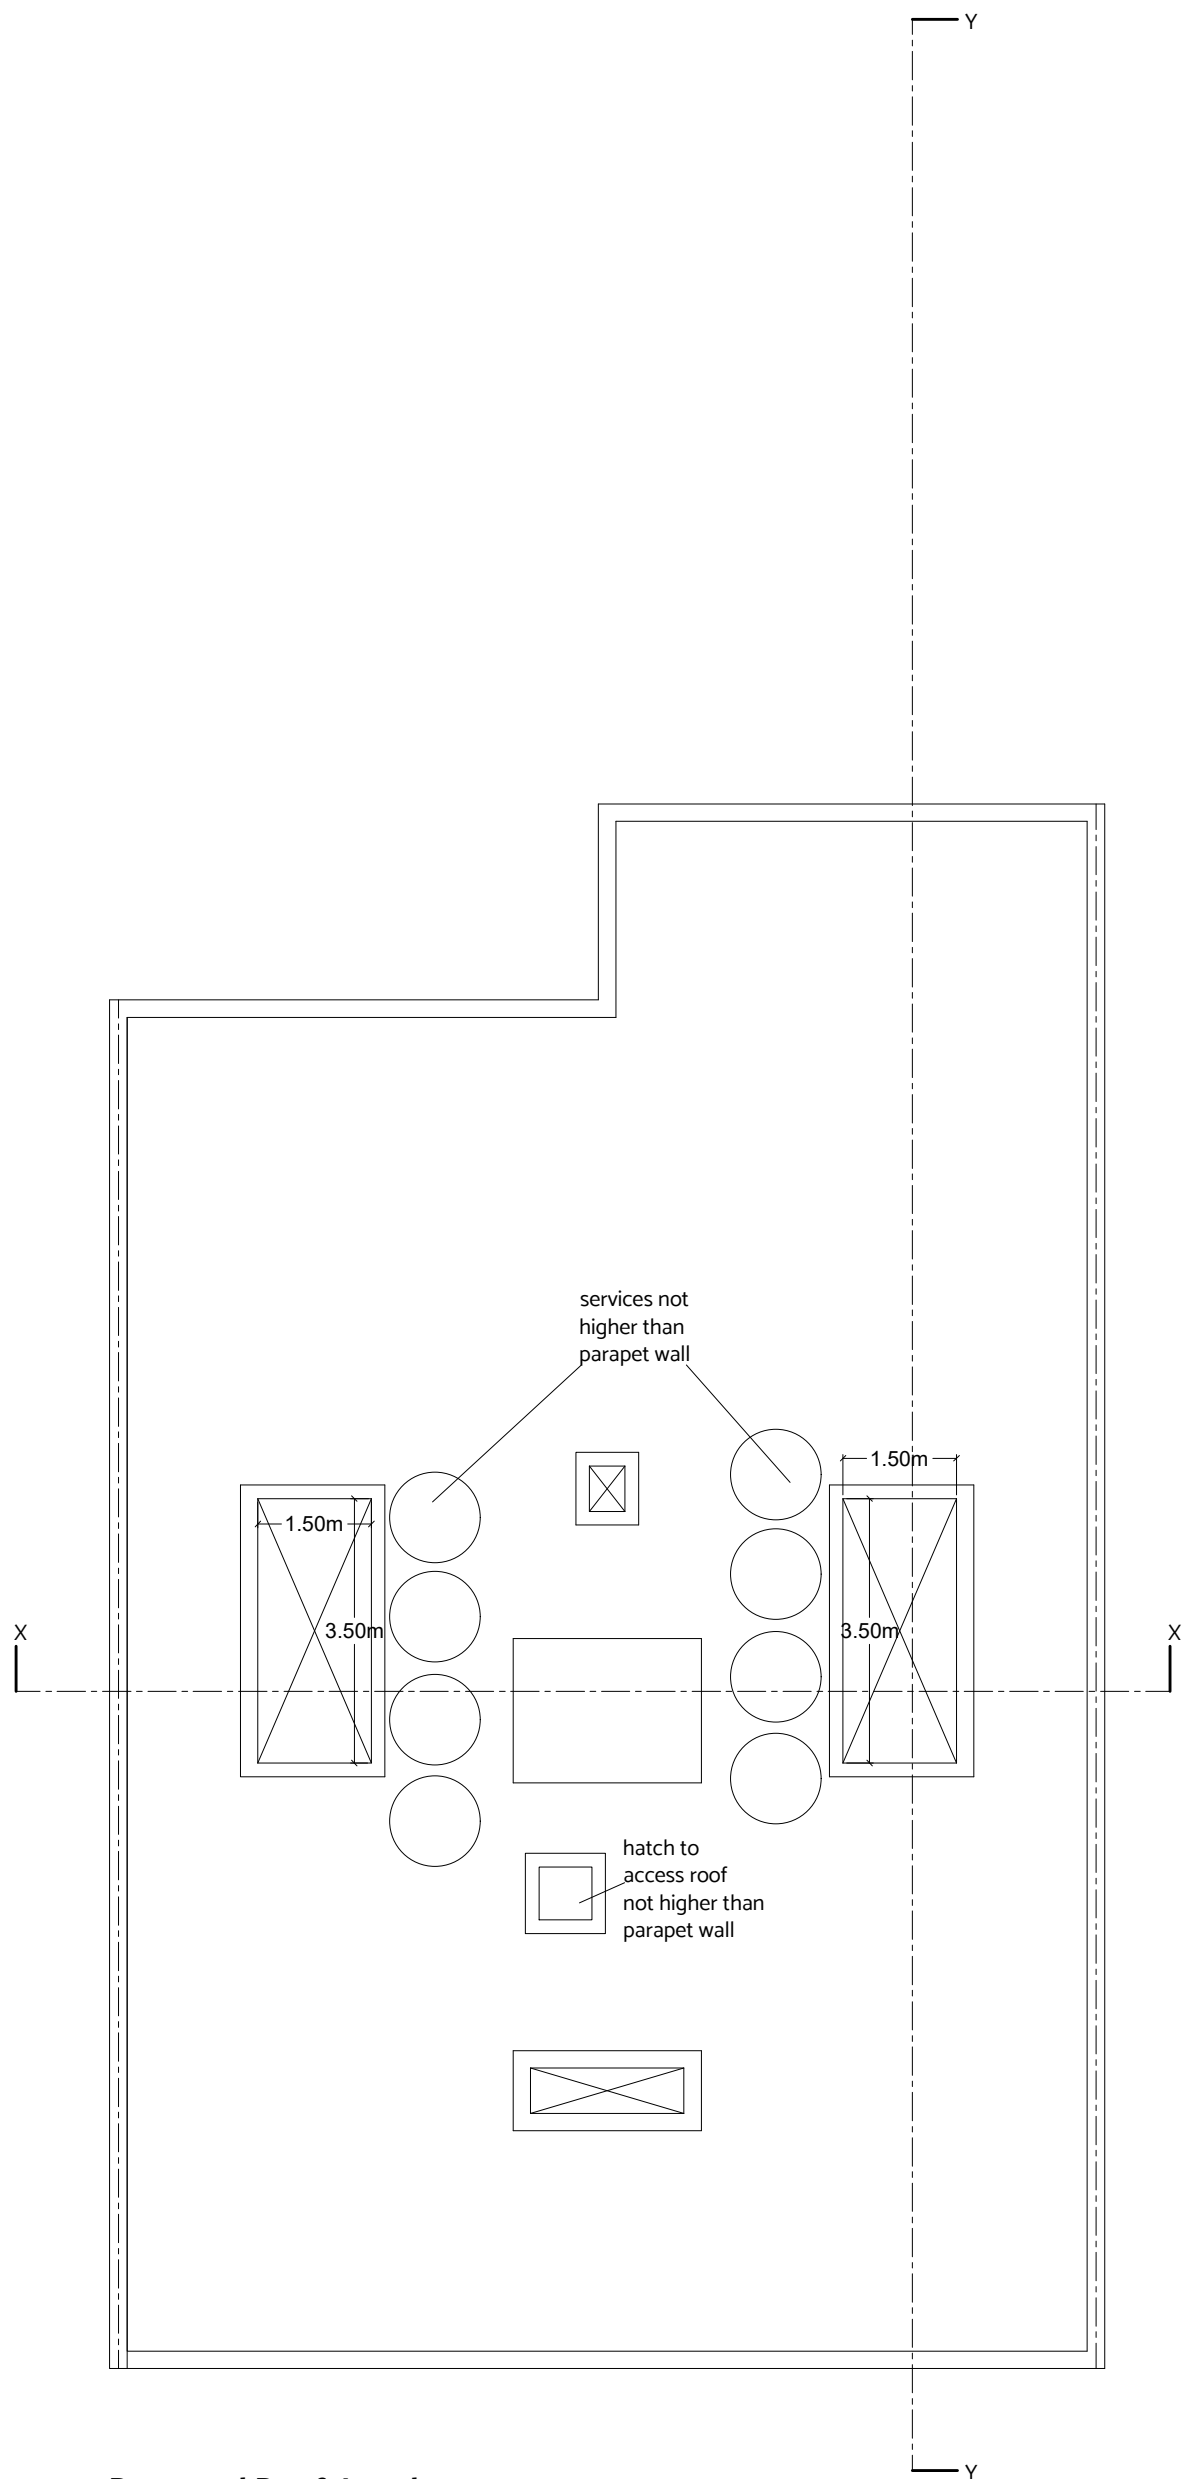 Y
services not
higher than
parapet wall
1.50m
1.50m
3.50m
3.50m
X
X
hatch to
access roof
not higher than
parapet wall
Y